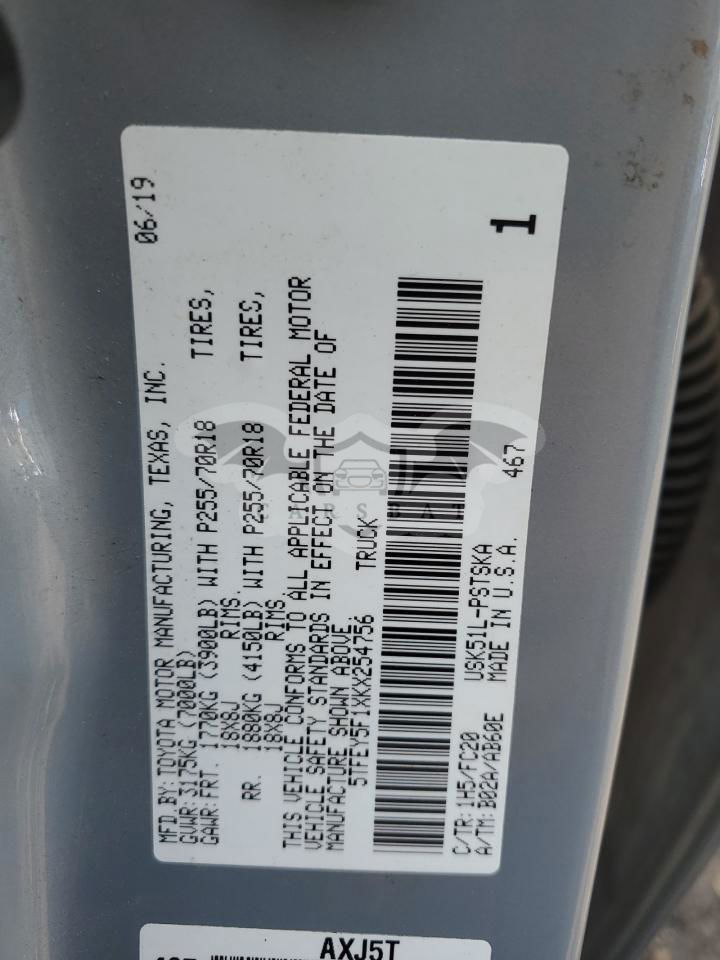 MFD.BY:TOYOTA MOTOR MANUFACTURING, TEXAS, INC. 06/19
GVWR:3175KG (7000LB)
GAWR:FRT. 1770KG (3900LB) WITH P255/70R18 TIRES,
18X8J RIMS.
RR. 1880KG (4150LB) WITH P255/70R18 TIRES,
18X8J RIMS.
THIS VEHICLE CONFORMS TO ALL APPLICABLE FEDERAL MOTOR
VEHICLE SAFETY STANDARDS IN EFFECT ON THE DATE OF
MANUFACTURE SHOWN ABOVE.
5TFEY5F1XKX254756 TRUCK
C/TR: 1H5/FC20 USK51L-PSTSKA
A/TM: B02A/AB60E MADE IN U.S.A. 467
1
CARSBAT
AXJ5T